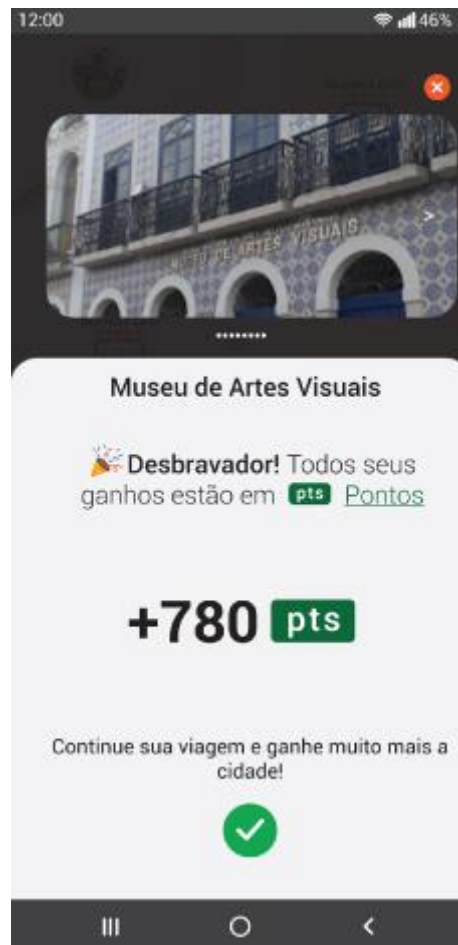 12:00
46%
MUSEU DE ARTES VISUAIS
Museu de Artes Visuais
🎉Desbravador! Todos seus
ganhos estão em pts Pontos
+780 pts
Continue sua viagem e ganhe muito mais a
cidade!